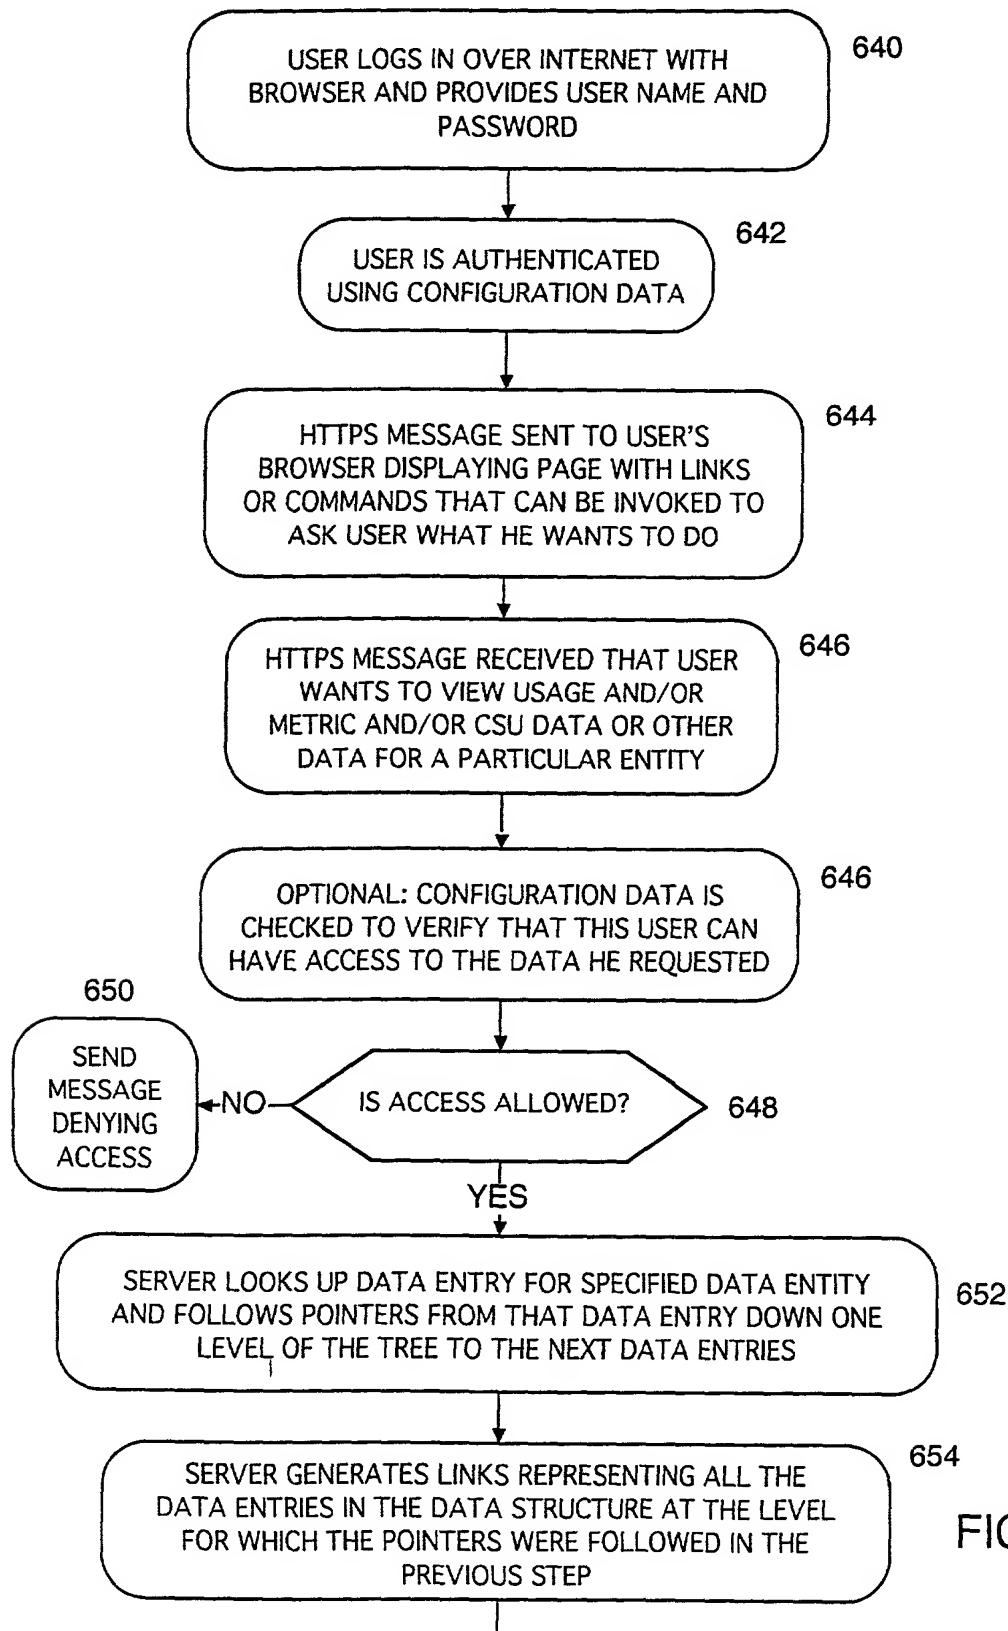 USER LOGS IN OVER INTERNET WITH
BROWSER AND PROVIDES USER NAME AND
PASSWORD
640
USER IS AUTHENTICATED
USING CONFIGURATION DATA
642
HTTPS MESSAGE SENT TO USER'S
BROWSER DISPLAYING PAGE WITH LINKS
OR COMMANDS THAT CAN BE INVOKED TO
ASK USER WHAT HE WANTS TO DO
644
HTTPS MESSAGE RECEIVED THAT USER
WANTS TO VIEW USAGE AND/OR
METRIC AND/OR CSU DATA OR OTHER
DATA FOR A PARTICULAR ENTITY
646
OPTIONAL: CONFIGURATION DATA IS
CHECKED TO VERIFY THAT THIS USER CAN
HAVE ACCESS TO THE DATA HE REQUESTED
646
650
SEND
MESSAGE
DENYING
ACCESS
NO
IS ACCESS ALLOWED?
648
YES
SERVER LOOKS UP DATA ENTRY FOR SPECIFIED DATA ENTITY
AND FOLLOWS POINTERS FROM THAT DATA ENTRY DOWN ONE
LEVEL OF THE TREE TO THE NEXT DATA ENTRIES
652
SERVER GENERATES LINKS REPRESENTING ALL THE
DATA ENTRIES IN THE DATA STRUCTURE AT THE LEVEL
FOR WHICH THE POINTERS WERE FOLLOWED IN THE
PREVIOUS STEP
654